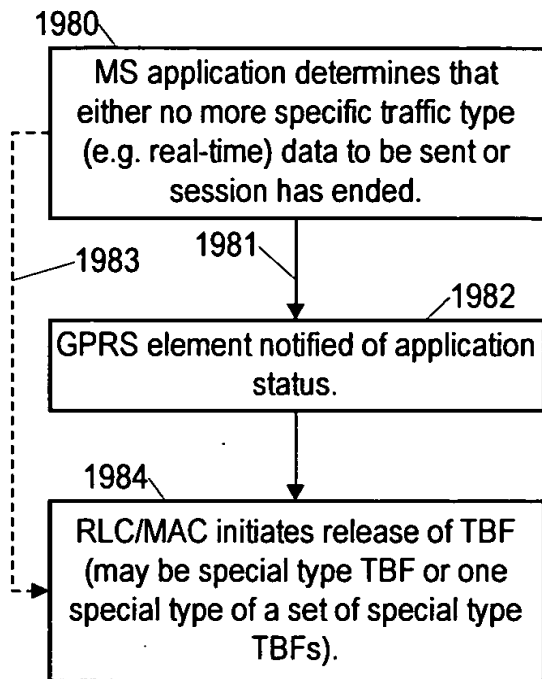 1980
MS application determines that
either no more specific traffic type
(e.g. real-time) data to be sent or
session has ended.
1981
1983
1982
GPRS element notified of application
status.
1984
RLC/MAC initiates release of TBF
(may be special type TBF or one
special type of a set of special type
TBFs).